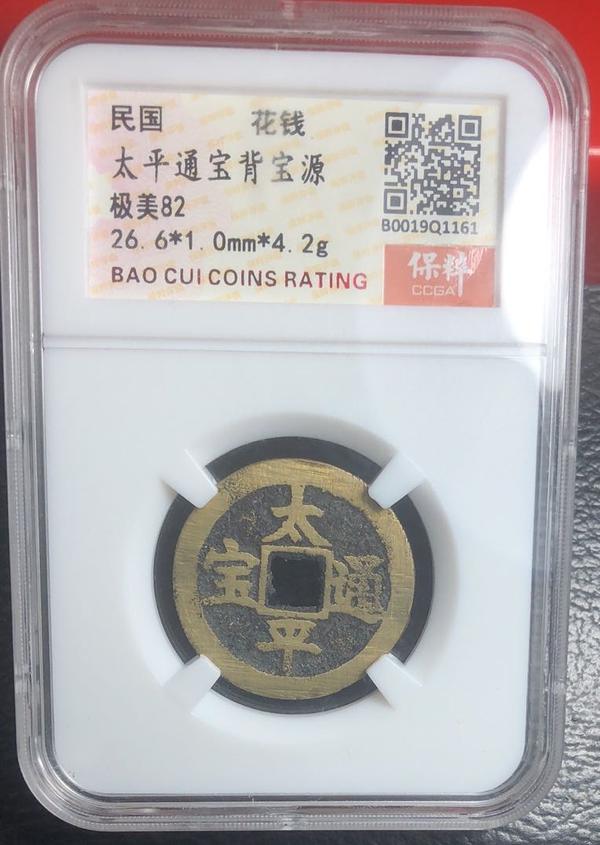 民国 花钱
太平通宝背宝源
极美82
26.6*1.0mm*4.2g
BAO CUI COINS RATING
B0019Q1161
保粹
CCGA
太平通寳